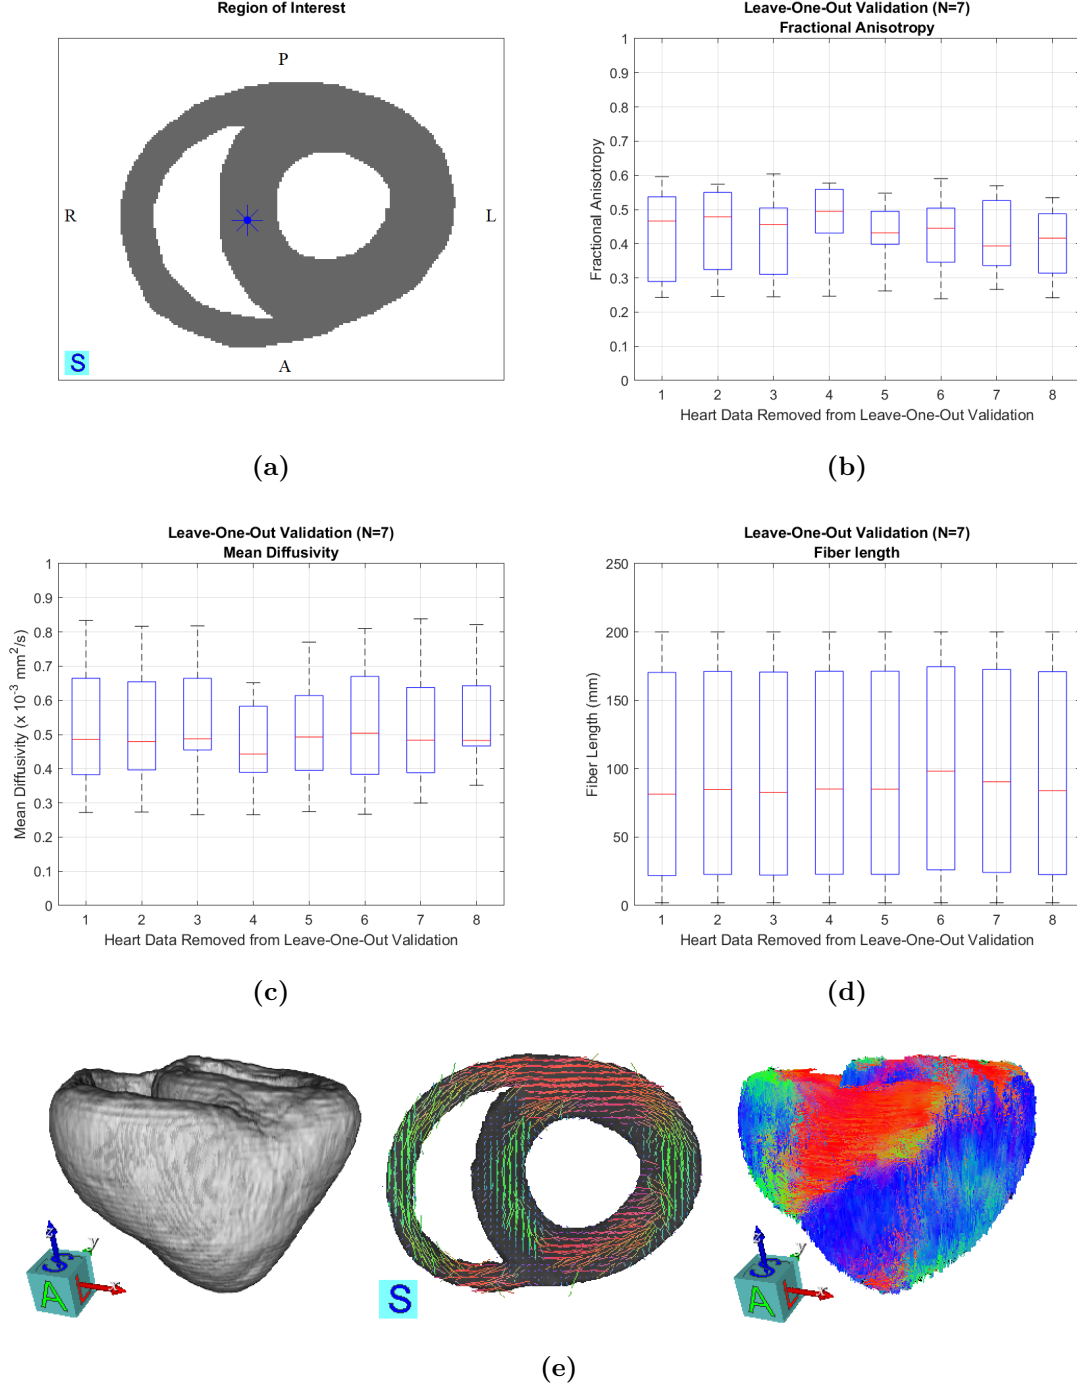 Region of Interest
P
R
L
A
S
(a)
Leave-One-Out Validation (N=7)
Fractional Anisotropy
Fractional Anisotropy
1
0.9
0.8
0.7
0.6
0.5
0.4
0.3
0.2
0.1
0
1 2 3 4 5 6 7 8
Heart Data Removed from Leave-One-Out Validation
(b)
Leave-One-Out Validation (N=7)
Mean Diffusivity
Mean Diffusivity (x 10⁻³ mm²/s)
1
0.9
0.8
0.7
0.6
0.5
0.4
0.3
0.2
0.1
0
1 2 3 4 5 6 7 8
Heart Data Removed from Leave-One-Out Validation
(c)
Leave-One-Out Validation (N=7)
Fiber length
Fiber Length (mm)
250
200
150
100
50
0
1 2 3 4 5 6 7 8
Heart Data Removed from Leave-One-Out Validation
(d)
S
y
A
S
S
y
A
(e)